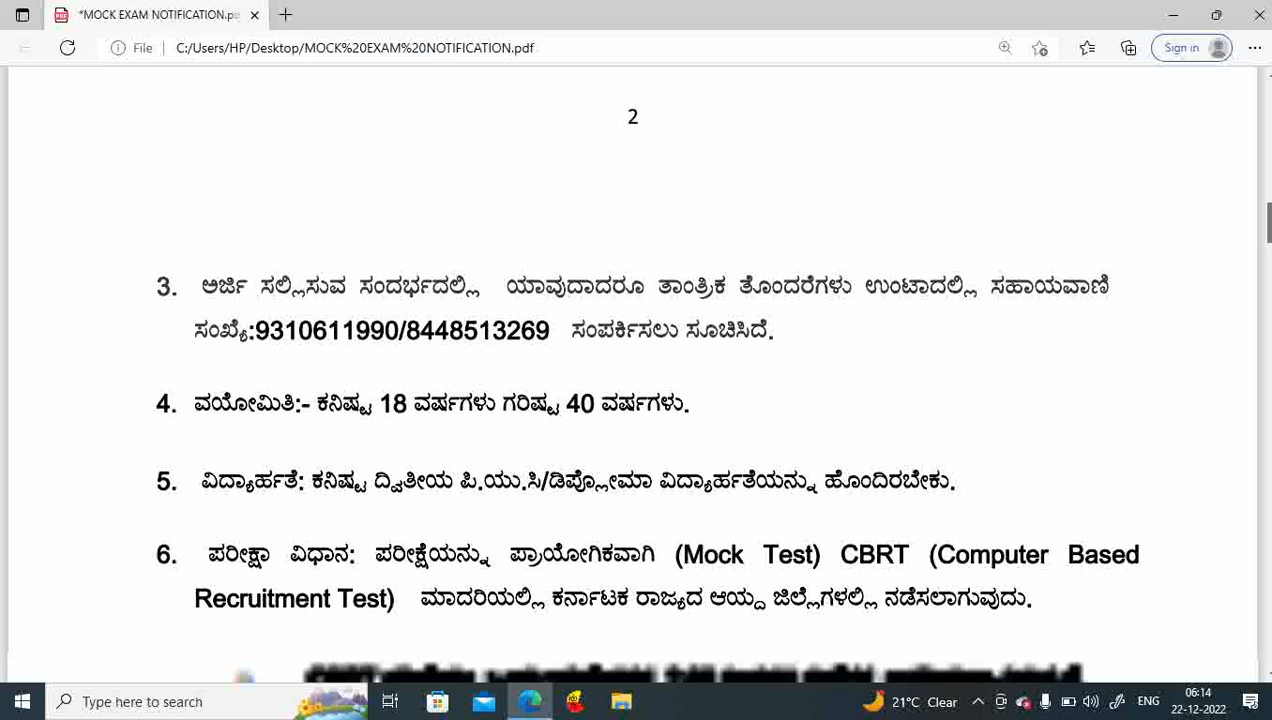 *MOCK EXAM NOTIFICATION.pd
File
C:/Users/HP/Desktop/MOCK%20EXAM%20NOTIFICATION.pdf
Sign in
2
3. ಅರ್ಜಿ ಸಲ್ಲಿಸುವ ಸಂದರ್ಭದಲ್ಲಿ ಯಾವುದಾದರೂ ತಾಂತ್ರಿಕ ತೊಂದರೆಗಳು ಉಂಟಾದಲ್ಲಿ ಸಹಾಯವಾಣಿ
ಸಂಖ್ಯೆ:9310611990/8448513269 ಸಂಪರ್ಕಿಸಲು ಸೂಚಿಸಿದೆ.
4. ವಯೋಮಿತಿ:- ಕನಿಷ್ಟ 18 ವರ್ಷಗಳು ಗರಿಷ್ಟ 40 ವರ್ಷಗಳು.
5. ವಿದ್ಯಾರ್ಹತೆ: ಕನಿಷ್ಟ ದ್ವಿತೀಯ ಪಿ.ಯು.ಸಿ/ಡಿಪ್ಲೋಮಾ ವಿದ್ಯಾರ್ಹತೆಯನ್ನು ಹೊಂದಿರಬೇಕು.
6. ಪರೀಕ್ಷಾ ವಿಧಾನ: ಪರೀಕ್ಷೆಯನ್ನು ಪ್ರಾಯೋಗಿಕವಾಗಿ (Mock Test) CBRT (Computer Based
Recruitment Test) ಮಾದರಿಯಲ್ಲಿ ಕರ್ನಾಟಕ ರಾಜ್ಯದ ಆಯ್ದ ಜಿಲ್ಲೆಗಳಲ್ಲಿ ನಡೆಸಲಾಗುವುದು.
Type here to search
21°C Clear
ENG
06:14
22-12-2022